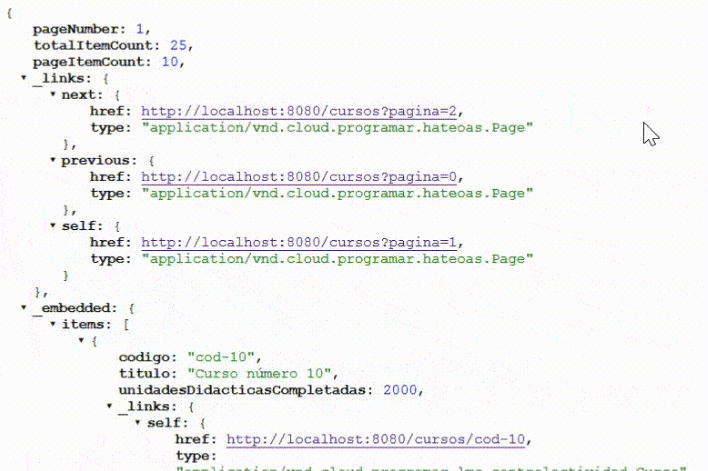 {
pageNumber: 1,
totalItemCount: 25,
pageItemCount: 10,
_links: {
next: {
href: http://localhost:8080/cursos?pagina=2,
type: "application/vnd.cloud.programar.hateoas.Page"
},
previous: {
href: http://localhost:8080/cursos?pagina=0,
type: "application/vnd.cloud.programar.hateoas.Page"
},
self: {
href: http://localhost:8080/cursos?pagina=1,
type: "application/vnd.cloud.programar.hateoas.Page"
}
},
_embedded: {
items: [
{
codigo: "cod-10",
titulo: "Curso número 10",
unidadesDidacticasCompletadas: 2000,
_links: {
self: {
href: http://localhost:8080/cursos/cod-10,
type: